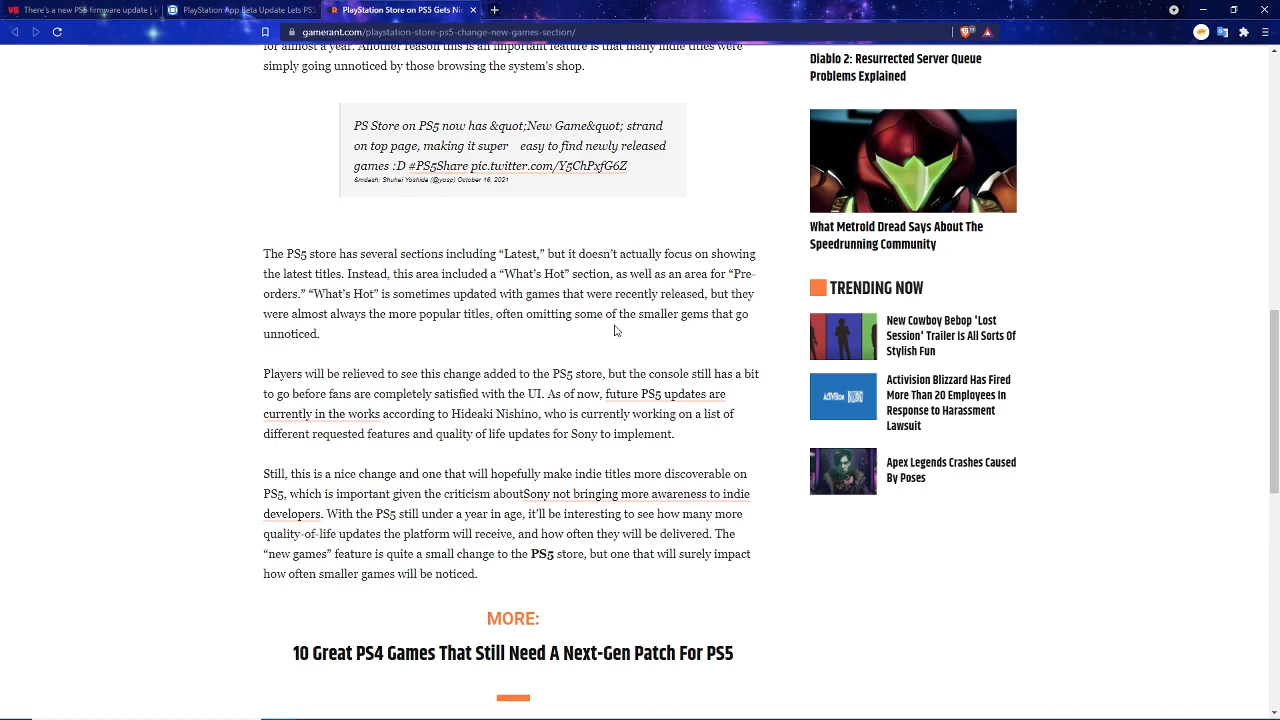 There's a new PS5 firmware update [
PlayStation App Beta Update Lets PS5
PlayStation Store on PS5 Gets Nic
gamerant.com/playstation-store-ps5-change-new-games-section/
for almost a year. Another reason this is an important feature is that many indie titles were
simply going unnoticed by those browsing the system's shop.
PS Store on PS5 now has &quot;New Game&quot; strand
on top page, making it super easy to find newly released
games :D #PS5Share pic.twitter.com/Y5ChPxfG6Z
&mdash; Shuhei Yoshida (@yosp) October 16, 2021
The PS5 store has several sections including “Latest,” but it doesn’t actually focus on showing
the latest titles. Instead, this area included a “What’s Hot” section, as well as an area for “Pre-
orders.” “What’s Hot” is sometimes updated with games that were recently released, but they
were almost always the more popular titles, often omitting some of the smaller gems that go
unnoticed.
Players will be relieved to see this change added to the PS5 store, but the console still has a bit
to go before fans are completely satisfied with the UI. As of now, future PS5 updates are
currently in the works according to Hideaki Nishino, who is currently working on a list of
different requested features and quality of life updates for Sony to implement.
Still, this is a nice change and one that will hopefully make indie titles more discoverable on
PS5, which is important given the criticism aboutSony not bringing more awareness to indie
developers. With the PS5 still under a year in age, it’ll be interesting to see how many more
quality-of-life updates the platform will receive, and how often they will be delivered. The
“new games” feature is quite a small change to the PS5 store, but one that will surely impact
how often smaller games will be noticed.
MORE:
10 Great PS4 Games That Still Need A Next-Gen Patch For PS5
Diablo 2: Resurrected Server Queue
Problems Explained
What Metroid Dread Says About The
Speedrunning Community
TRENDING NOW
New Cowboy Bebop 'Lost
Session' Trailer Is All Sorts Of
Stylish Fun
ACTIVISION
BLIZZARD
Activision Blizzard Has Fired
More Than 20 Employees In
Response to Harassment
Lawsuit
Apex Legends Crashes Caused
By Poses